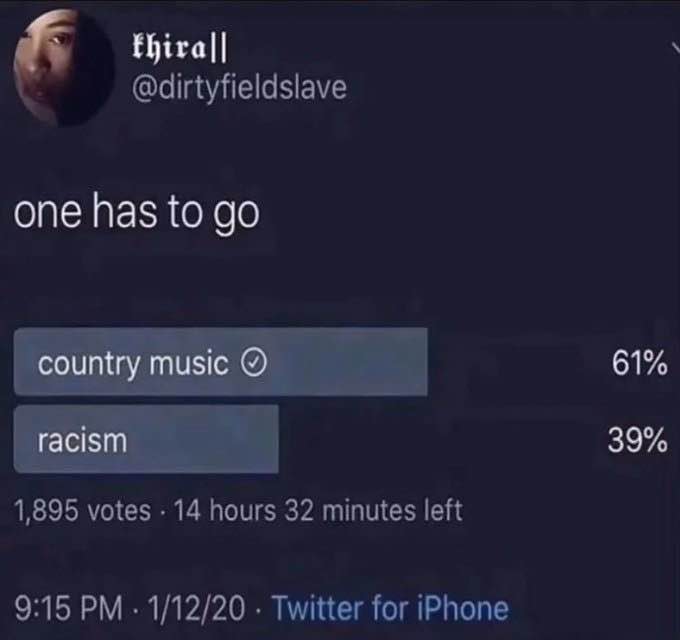 khirall
@dirtyfieldslave
one has to go
country music 61%
racism 39%
1,895 votes · 14 hours 32 minutes left
9:15 PM · 1/12/20 · Twitter for iPhone